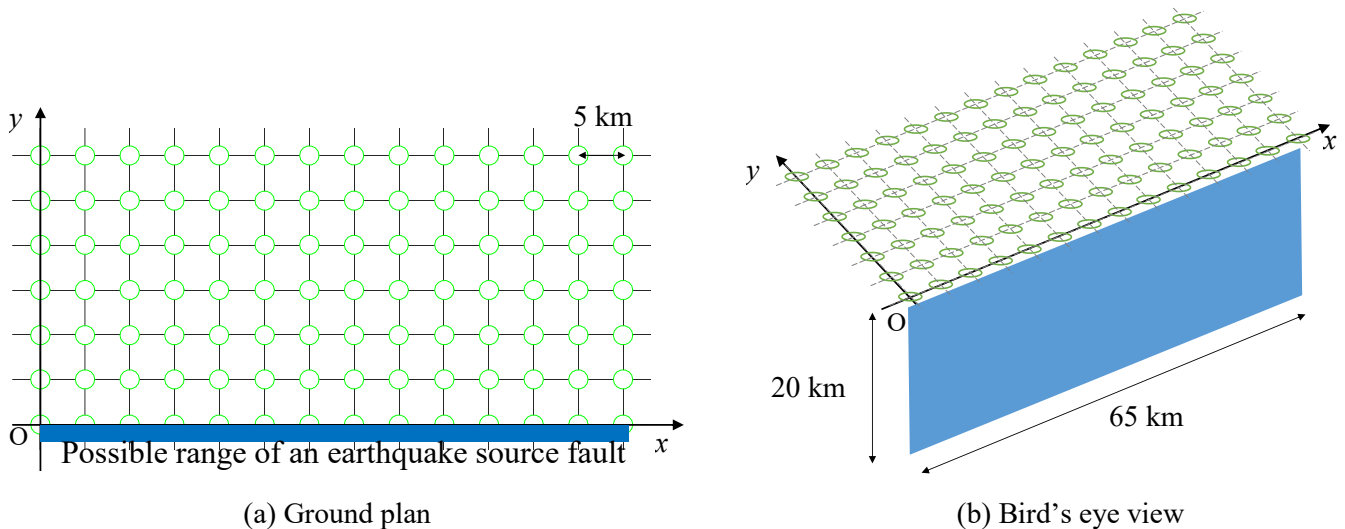 y
5 km
O
x
Possible range of an earthquake source fault
(a) Ground plan
y
x
O
20 km
65 km
(b) Bird's eye view